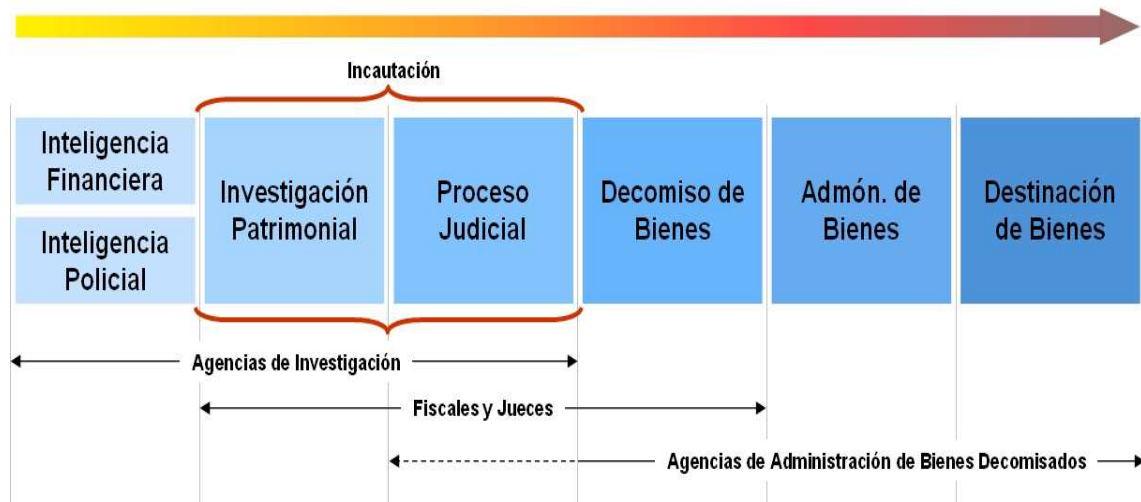 Incautación
Inteligencia
Financiera
Inteligencia
Policial
Investigación
Patrimonial
Proceso
Judicial
Decomiso de
Bienes
Admón. de
Bienes
Destinación
de Bienes
Agencias de Investigación
Fiscales y Jueces
Agencias de Administración de Bienes Decomisados